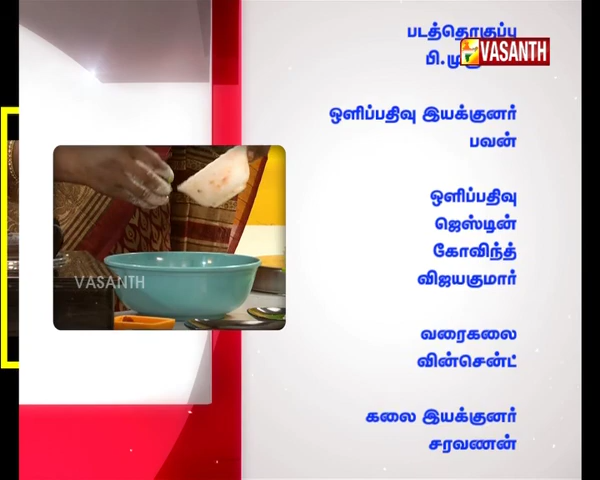 படத்தொகுப்பு
பி.
VASANTH
ஒளிப்பதிவு இயக்குனர்
பவன்
ஒளிப்பதிவு
ஜெஸ்டின்
கோவிந்த்
விஜயகுமார்
VASANTH
வரைகலை
வின்சென்ட்
கலை இயக்குனர்
சரவணன்